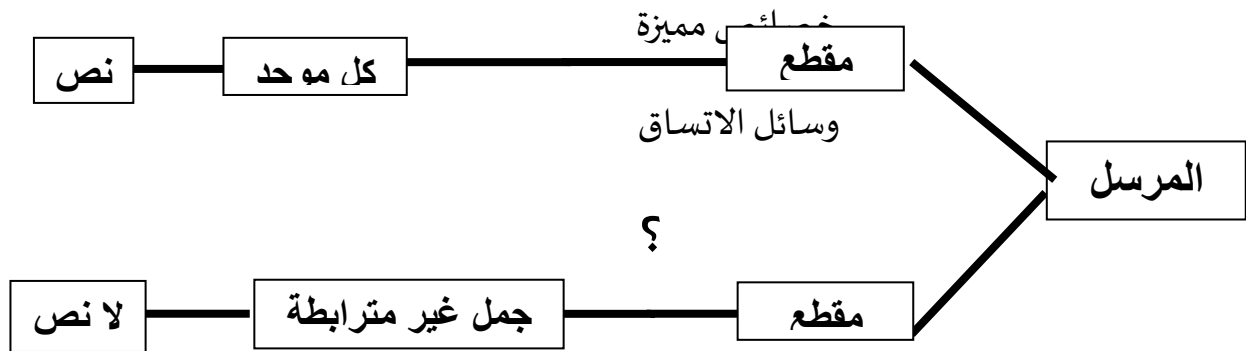 خصائص مميزة
مقطع
كل موحد
نص
وسائل الاتساق
المرسل
؟
مقطع
جمل غير مترابطة
لا نص